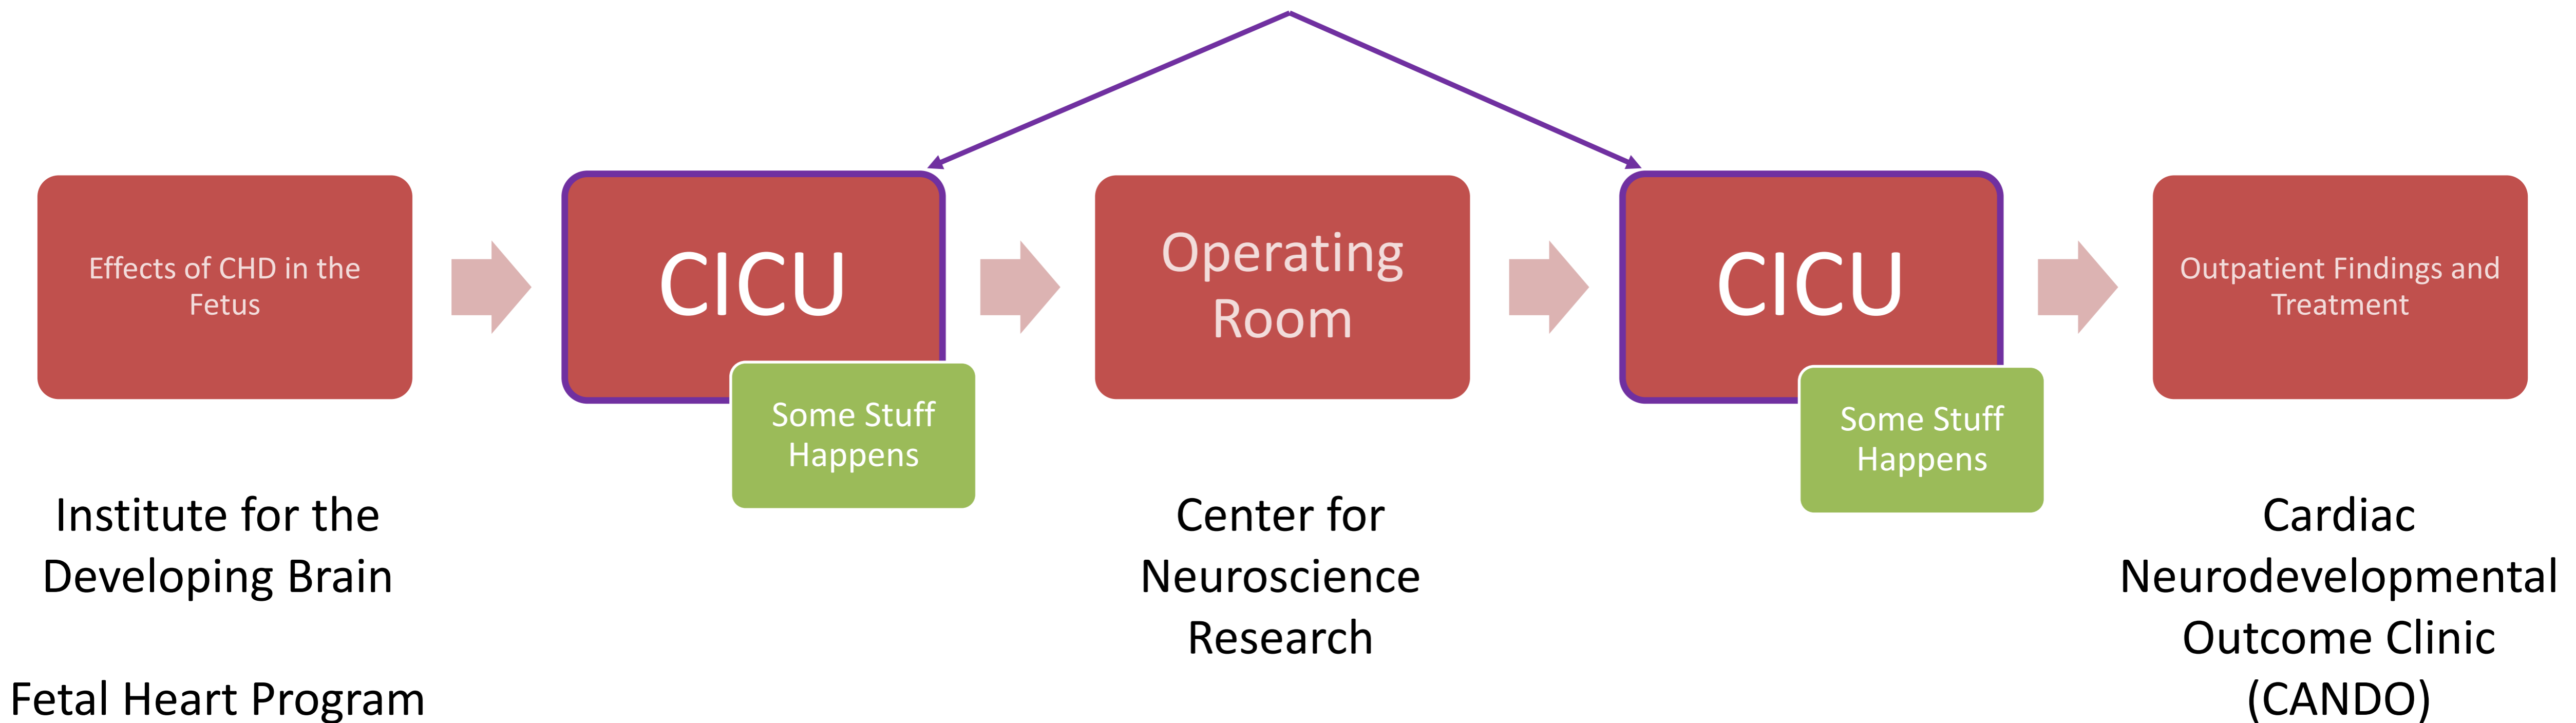 Effects of CHD in the
Fetus
CICU
Some Stuff
Happens
Operating
Room
CICU
Some Stuff
Happens
Outpatient Findings and
Treatment
Institute for the
Developing Brain
Fetal Heart Program
Center for
Neuroscience
Research
Cardiac
Neurodevelopmental
Outcome Clinic
(CANDO)